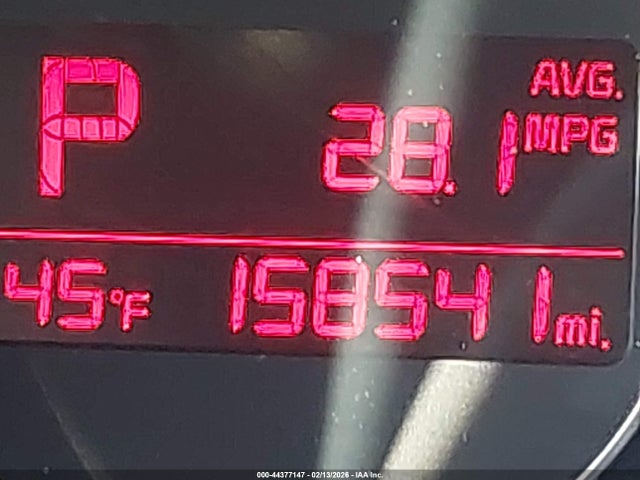 P
AVG.
28.1 MPG
45°F 158541 mi.
000-44377147 - 02/13/2026 - IAA Inc.